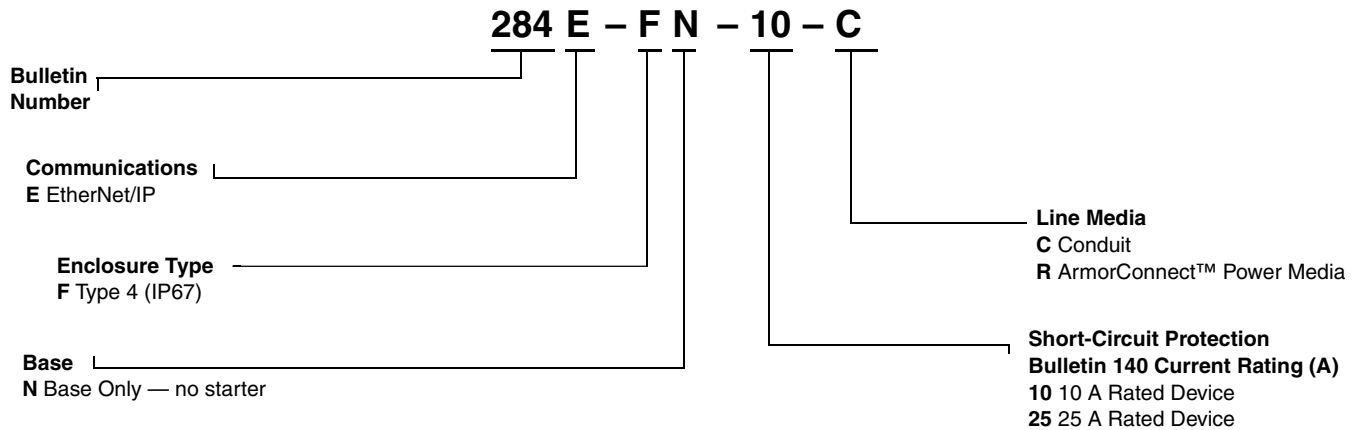 284 E – F N – 10 – C
Bulletin
Number
Communications
E EtherNet/IP
Enclosure Type
F Type 4 (IP67)
Base
N Base Only — no starter
Line Media
C Conduit
R ArmorConnect™ Power Media
Short-Circuit Protection
Bulletin 140 Current Rating (A)
10 10 A Rated Device
25 25 A Rated Device